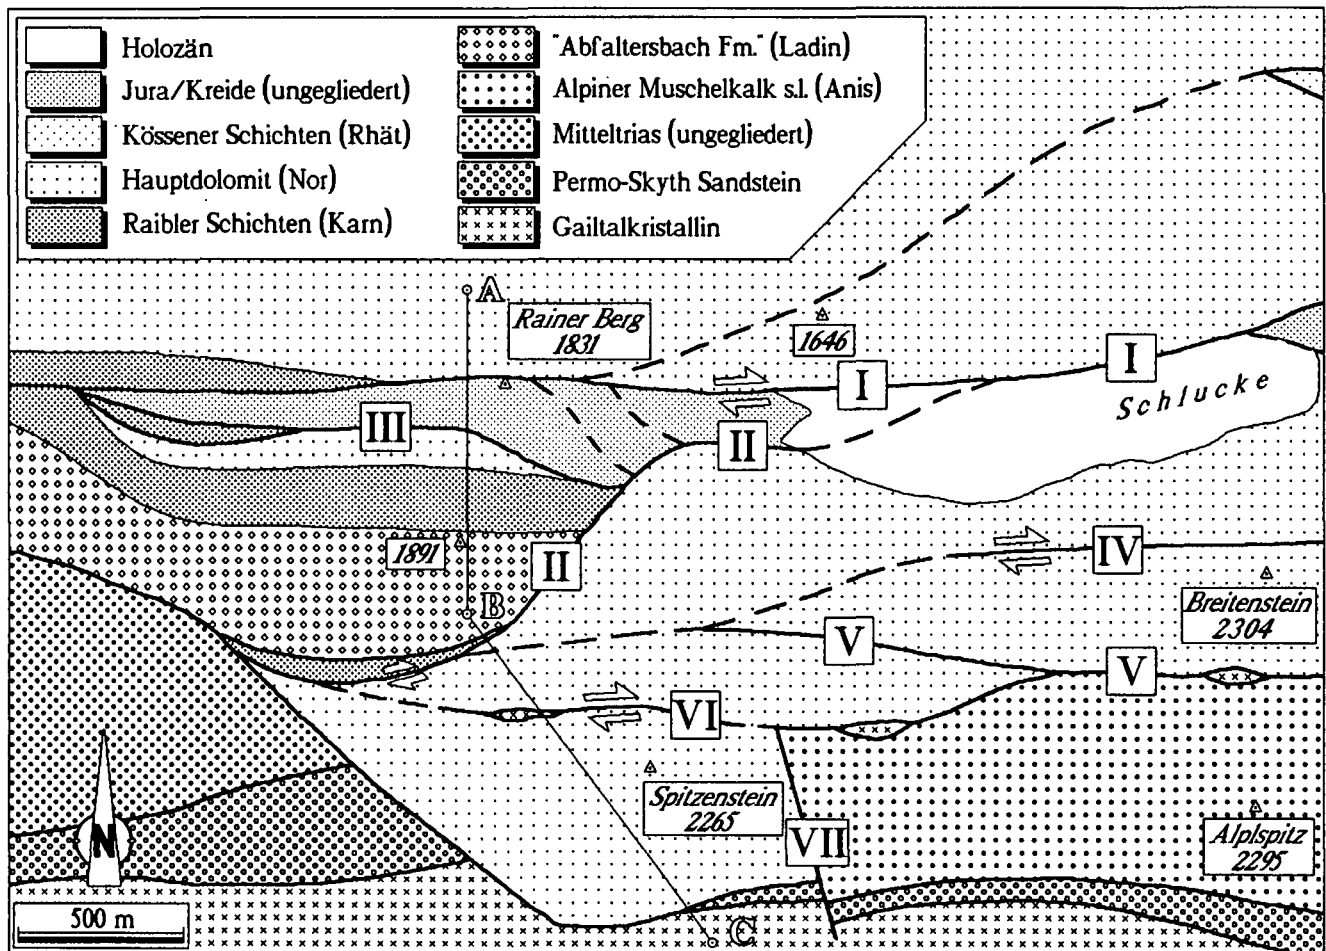 Holozän
Jura/Kreide (ungegliedert)
Kössener Schichten (Rhät)
Hauptdolomit (Nor)
Raibler Schichten (Karn)
"Abfaltersbach Fm." (Ladin)
Alpiner Muschelkalk s.l. (Anis)
Mitteltrias (ungegliedert)
Permo-Skyth Sandstein
Gailtalkristallin
A
Rainer Berg
1831
1646
I
I
Schlucke
III
II
1891
II
IV
B
Breitenstein
2304
V
V
VI
Spitzenstein
2265
VII
Alplspitz
2295
N
500 m
C